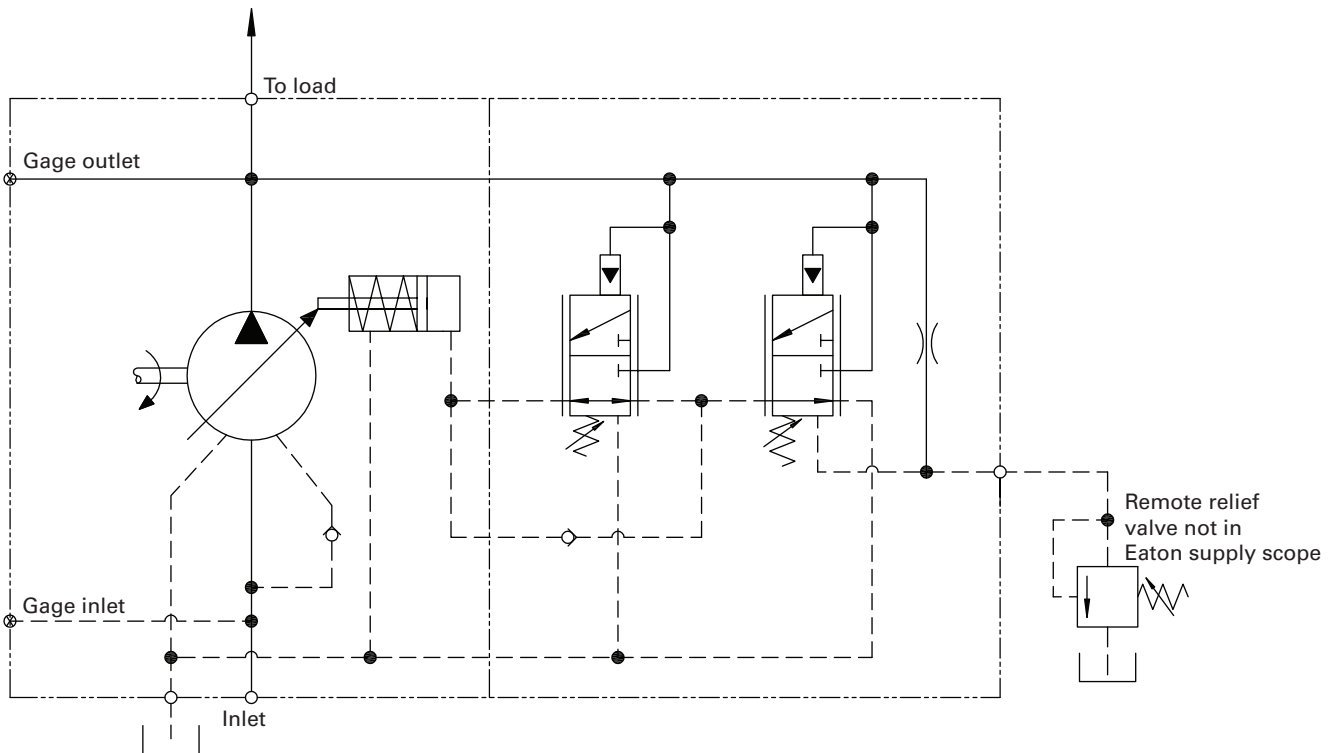 To load
Gage outlet
Remote relief
valve not in
Eaton supply scope
Gage inlet
Inlet